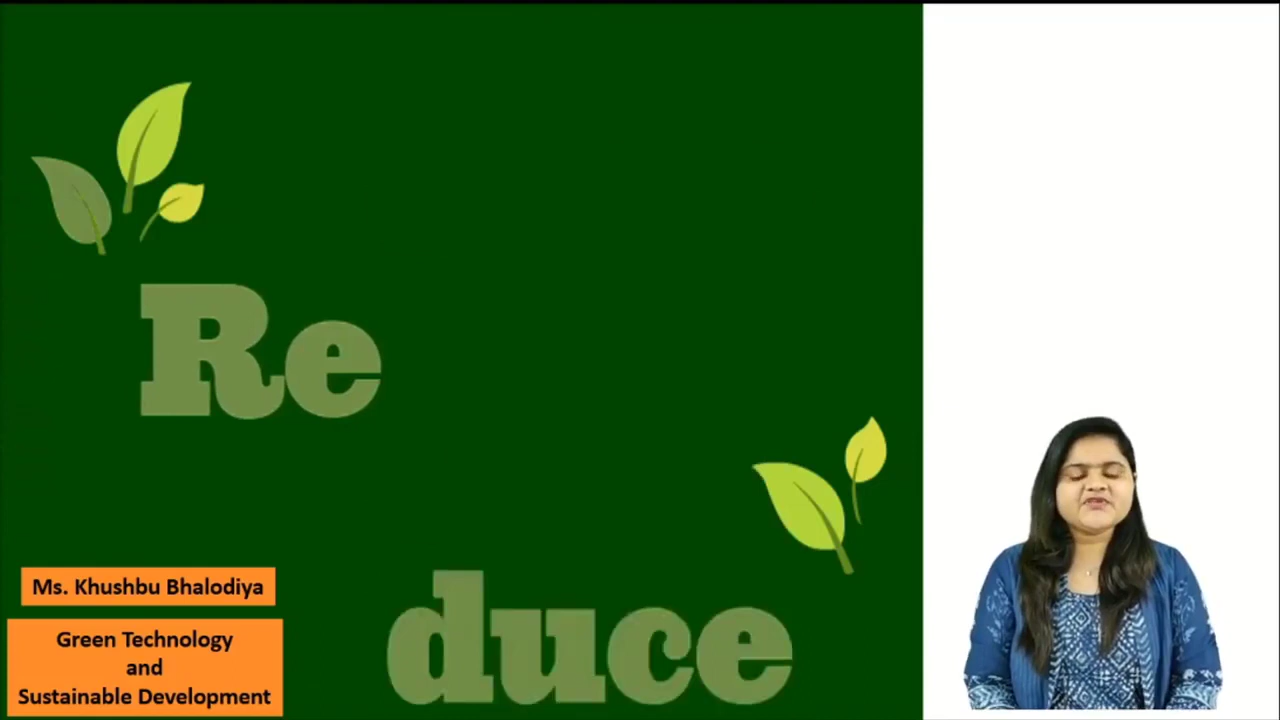 Re
duce
Ms. Khushbu Bhalodiya
Green Technology
and
Sustainable Development